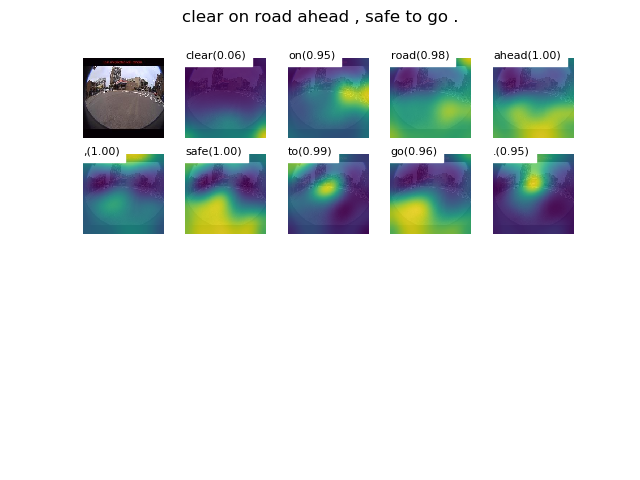 clear on road ahead , safe to go .
clear(0.06)
on(0.95)
road(0.98)
ahead(1.00)
,(1.00)
safe(1.00)
to(0.99)
go(0.96)
.(0.95)